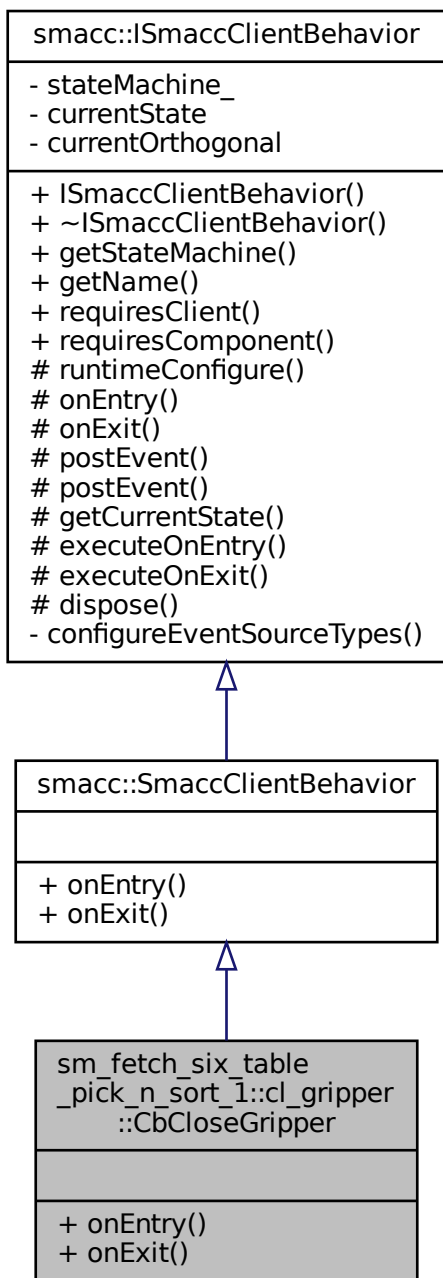 smacc::ISmaccClientBehavior
- stateMachine_
- currentState
- currentOrthogonal
+ ISmaccClientBehavior()
+ ~ISmaccClientBehavior()
+ getStateMachine()
+ getName()
+ requiresClient()
+ requiresComponent()
# runtimeConfigure()
# onEntry()
# onExit()
# postEvent()
# postEvent()
# getCurrentState()
# executeOnEntry()
# executeOnExit()
# dispose()
- configureEventSourceTypes()
smacc::SmaccClientBehavior
+ onEntry()
+ onExit()
sm_fetch_six_table
_pick_n_sort_1::cl_gripper
::CbCloseGripper
+ onEntry()
+ onExit()